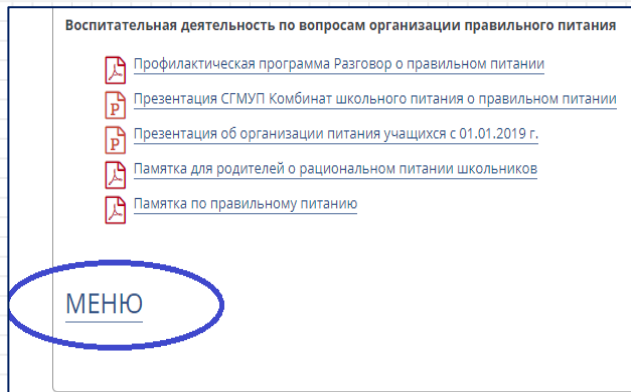 Воспитательная деятельность по вопросам организации правильного питания
Профилактическая программа Разговор о правильном питании
Презентация СГМУП Комбинат школьного питания о правильном питании
Презентация об организации питания учащихся с 01.01.2019 г.
Памятка для родителей о рациональном питании школьников
Памятка по правильному питанию
МЕНЮ